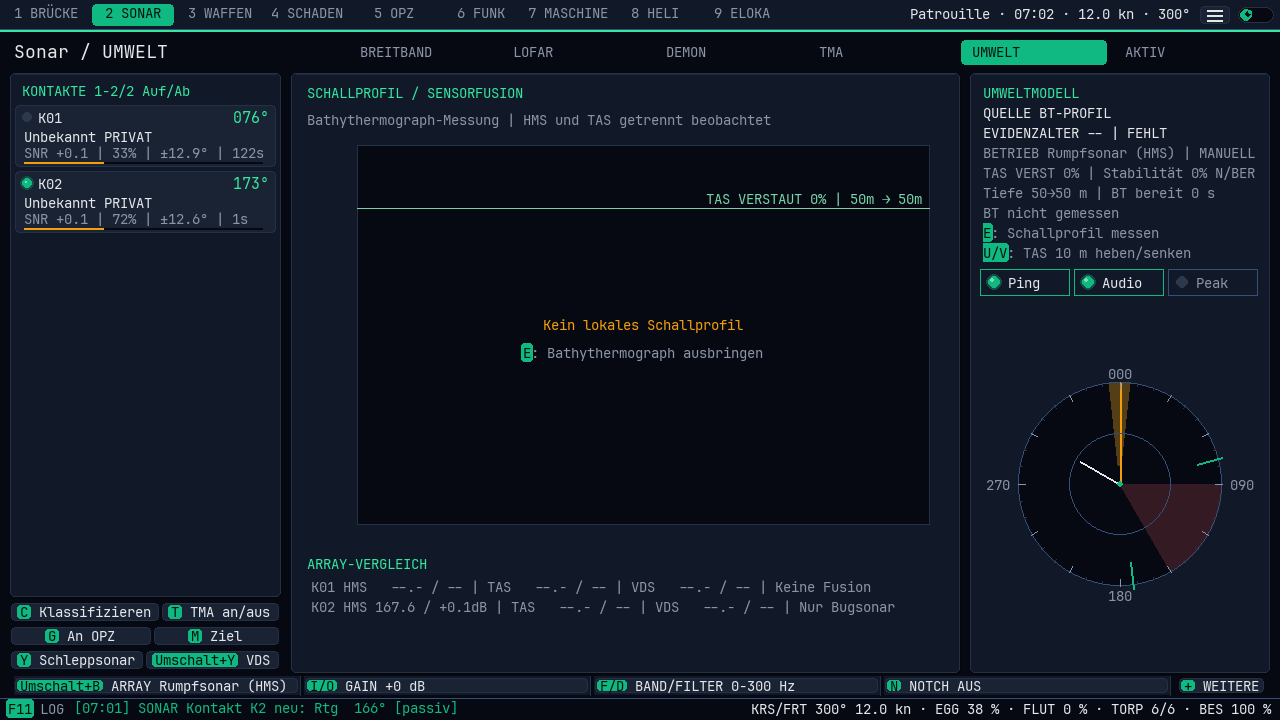 1 BRÜCKE 2 SONAR 3 WAFFEN 4 SCHADEN 5 OPZ 6 FUNK 7 MASCHINE 8 HELI 9 ELOKA Patrouille · 07:02 · 12.0 kn · 300°
Sonar / UMWELT BREITBAND LOFAR DEMON TMA UMWELT AKTIV
KONTAKTE 1-2/2 Auf/Ab
K01 076°
Unbekannt PRIVAT
SNR +0.1 | 33% | ±12.9° | 122s
K02 173°
Unbekannt PRIVAT
SNR +0.1 | 72% | ±12.6° | 1s
C Klassifizieren T TMA an/aus
G An OPZ M Ziel
Y Schleppsonar Umschalt+Y VDS
SCHALLPROFIL / SENSORFUSION
Bathythermograph-Messung | HMS und TAS getrennt beobachtet
TAS VERSTAUT 0% | 50m → 50m
Kein lokales Schallprofil
E: Bathythermograph ausbringen
ARRAY-VERGLEICH
K01 HMS --.- / -- | TAS --.- / -- | VDS --.- / -- | Keine Fusion
K02 HMS 167.6 / +0.1dB | TAS --.- / -- | VDS --.- / -- | Nur Bugsonar
UMWELTMODELL
QUELLE BT-PROFIL
EVIDENZALTER -- | FEHLT
BETRIEB Rumpfsonar (HMS) | MANUELL
TAS VERST 0% | Stabilität 0% N/BER
Tiefe 50→50 m | BT bereit 0 s
BT nicht gemessen
E: Schallprofil messen
U/V: TAS 10 m heben/senken
Ping Audio Peak
000
270 090
180
Umschalt+B ARRAY Rumpfsonar (HMS) I/O GAIN +0 dB F/D BAND/FILTER 0-300 Hz N NOTCH AUS + WEITERE
F11 LOG [07:01] SONAR Kontakt K2 neu: Rtg 166° [passiv] KRS/FRT 300° 12.0 kn · EGG 38 % · FLUT 0 % · TORP 6/6 · BES 100 %